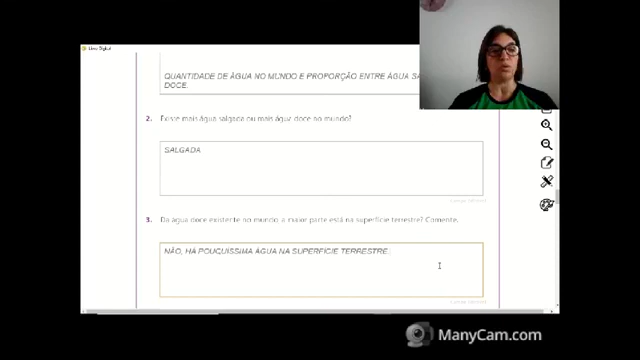 Livro Digital
QUANTIDADE DE ÁGUA NO MUNDO E PROPORÇÃO ENTRE ÁGUA SA
DOCE.
2. Existe mais água salgada ou mais água doce no mundo?
SALGADA.
3. Da água doce existente no mundo, a maior parte está na superfície terrestre? Comente.
NÃO, HÁ POUQUÍSSIMA ÁGUA NA SUPERFÍCIE TERRESTRE.
ManyCam.com